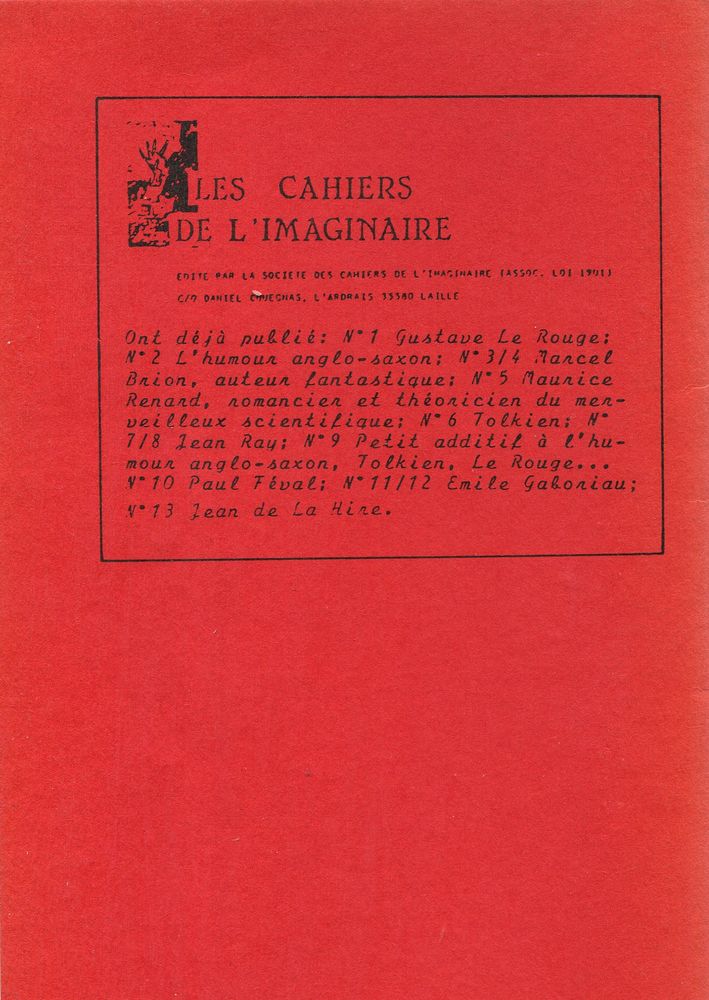 LES CAHIERS
DE L'IMAGINAIRE
EDITE PAR LA SOCIETE DES CAHIERS DE L'IMAGINAIRE (ASSOC. LOI 1901)
C/O DANIEL L'ARDRAIS 35580 LAILLE
Ont déjà publié: N°1 Gustave Le Rouge;
N°2 L'humour anglo-saxon; N°3/4 Marcel
Brion, auteur fantastique; N°5 Maurice
Renard, romancier et théoricien du mer-
veilleux scientifique; N°6 Tolkien; N°
7/8 Jean Ray; N°9 Petit additif à l'hu-
mour anglo-saxon, Tolkien, Le Rouge...
N°10 Paul Féval; N°11/12 Emile Gaboriau;
N°13 Jean de La Hire.